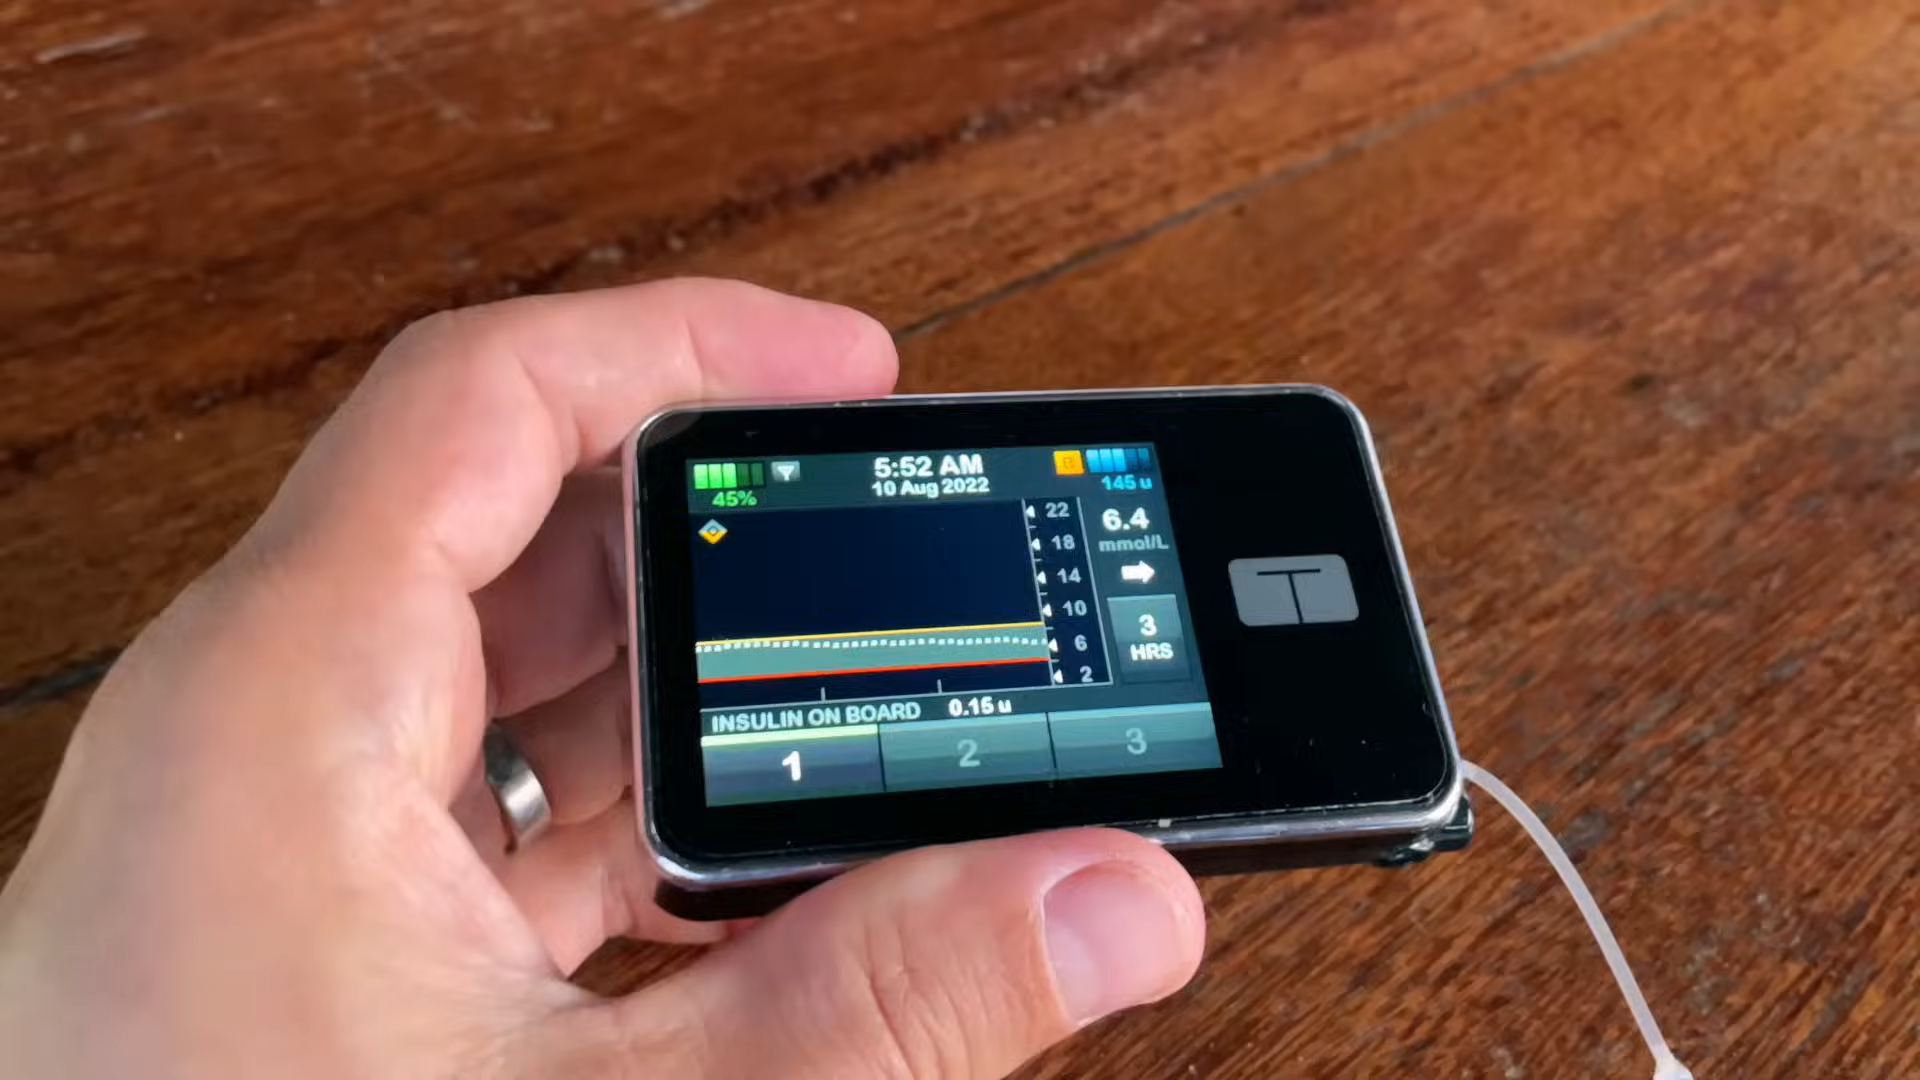 5:52 AM
10 Aug 2022
45%
B
145 u
6.4
mmol/L
22
18
14
10
6
2
3
HRS
INSULIN ON BOARD 0.15 u
1 2 3